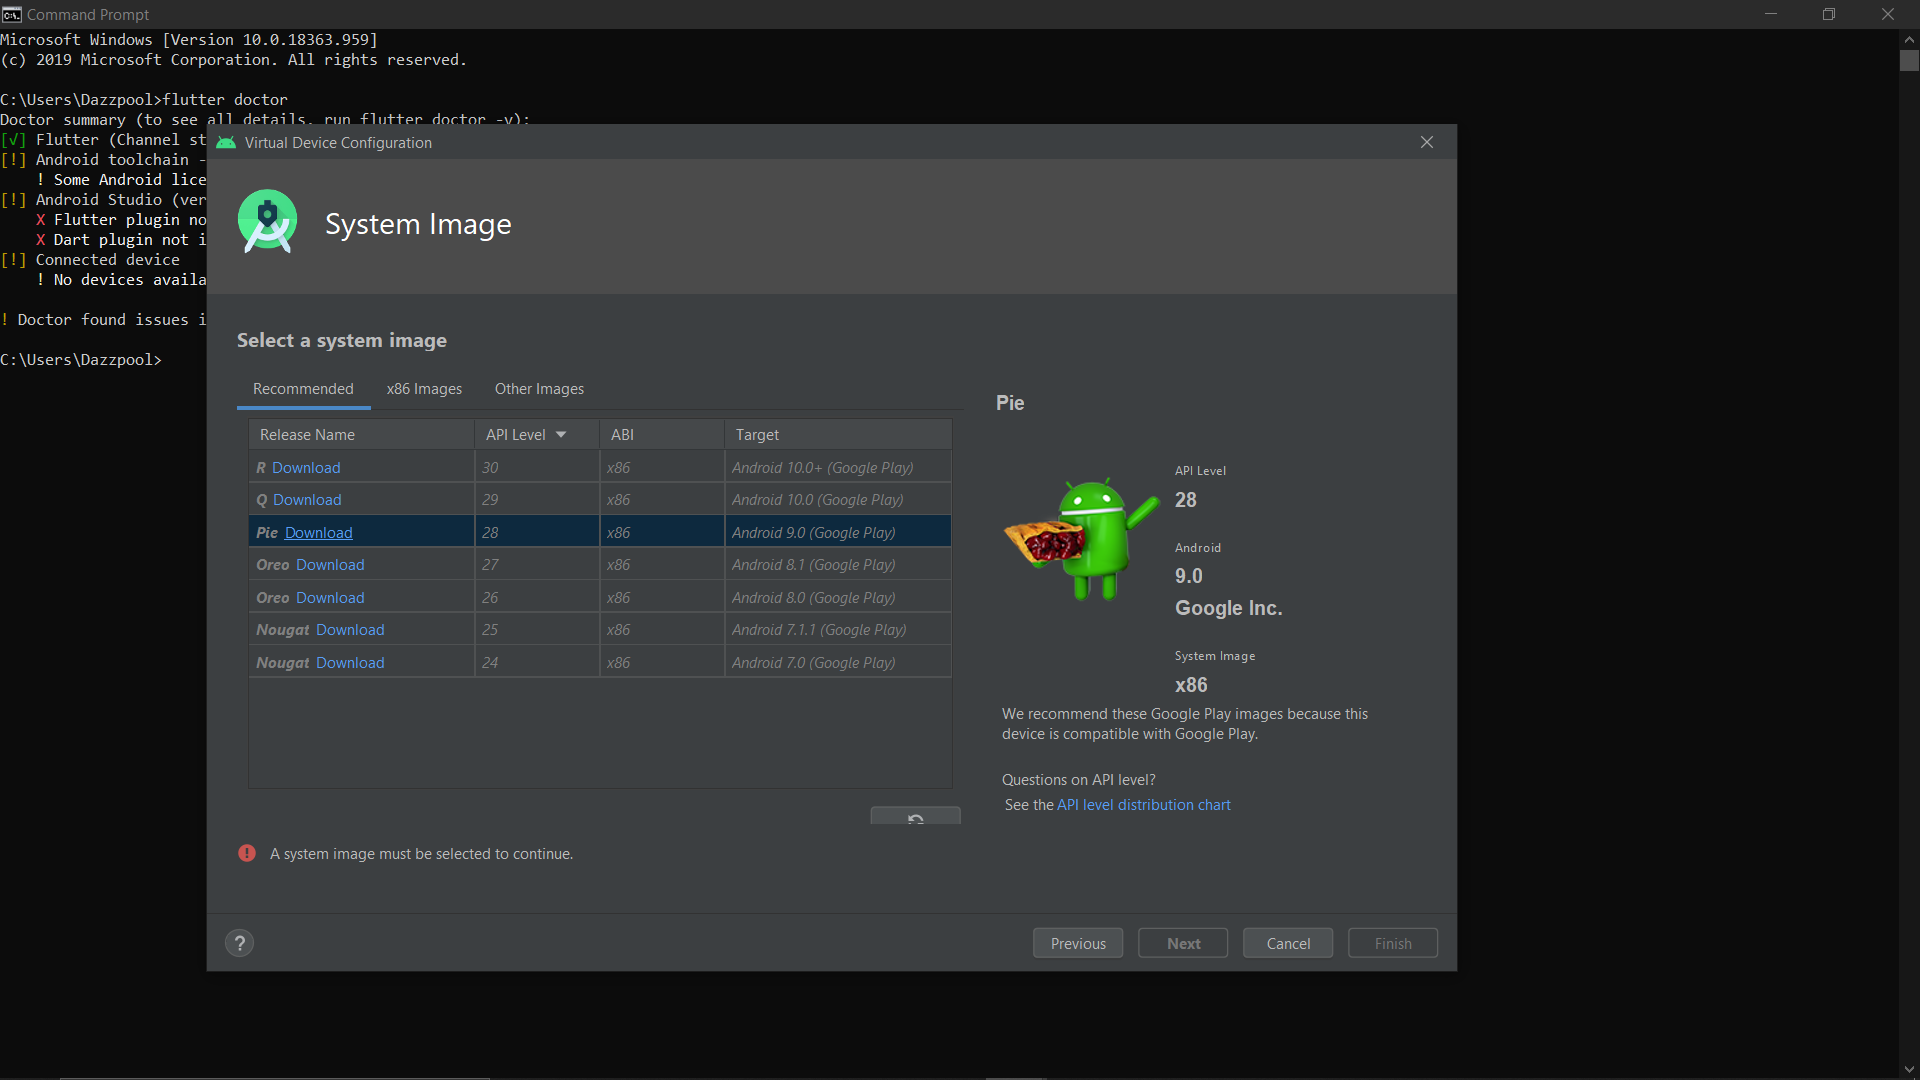 Command Prompt
Microsoft Windows [Version 10.0.18363.959]
(c) 2019 Microsoft Corporation. All rights reserved.
C:\Users\Dazzpool>flutter doctor
Doctor summary (to see all details, run flutter doctor -v):
[√] Flutter (Channel st
[!] Android toolchain -
! Some Android lice
[!] Android Studio (ver
X Flutter plugin no
X Dart plugin not i
[!] Connected device
! No devices availa
! Doctor found issues i
C:\Users\Dazzpool>
Virtual Device Configuration
System Image
Select a system image
Recommended x86 Images Other Images
Release Name API Level ABI Target
R Download 30 x86 Android 10.0+ (Google Play)
Q Download 29 x86 Android 10.0 (Google Play)
Pie Download 28 x86 Android 9.0 (Google Play)
Oreo Download 27 x86 Android 8.1 (Google Play)
Oreo Download 26 x86 Android 8.0 (Google Play)
Nougat Download 25 x86 Android 7.1.1 (Google Play)
Nougat Download 24 x86 Android 7.0 (Google Play)
Pie
API Level
28
Android
9.0
Google Inc.
System Image
x86
We recommend these Google Play images because this
device is compatible with Google Play.
Questions on API level?
See the API level distribution chart
! A system image must be selected to continue.
? Previous Next Cancel Finish